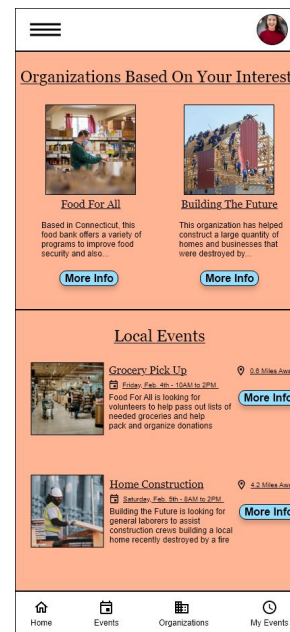 Organizations Based On Your Interest
Food For All
Based in Connecticut, this
food bank offers a variety of
programs to improve food
security and also...
More Info
Building The Future
This organization has helped
construct a large quantity of
homes and businesses that
were destroyed by...
More Info
Local Events
Grocery Pick Up
Friday, Feb. 4th - 10AM to 2PM
Food For All is looking for
volunteers to help pass out lists of
needed groceries and help
pack and organize donations
0.6 Miles Awa
More Info
Home Construction
Saturday, Feb. 5th - 8AM to 2PM
Building the Future is looking for
general laborers to assist
construction crews building a local
home recently destroyed by a fire
4.2 Miles Awa
More Info
Home
Events
Organizations
My Events